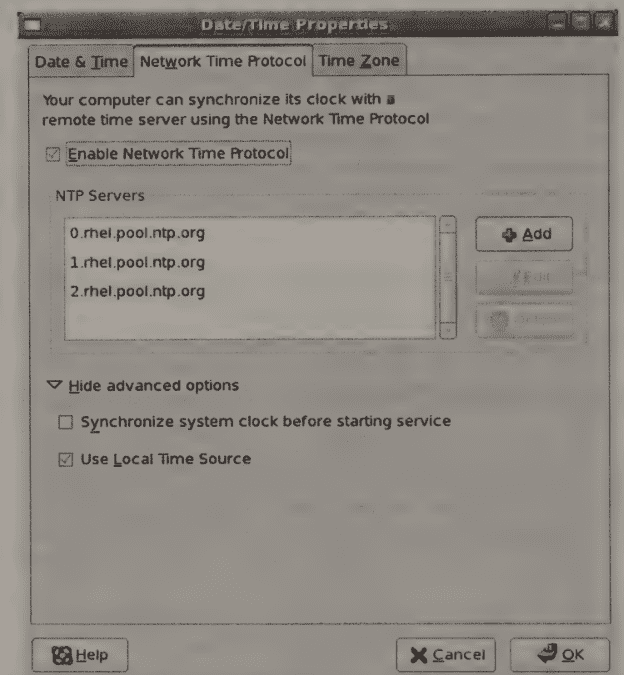 Date/Time Properties
Date & Time
Network Time Protocol
Time Zone
Your computer can synchronize its clock with a
remote time server using the Network Time Protocol
Enable Network Time Protocol
NTP Servers
0.rhel.pool.ntp.org
1.rhel.pool.ntp.org
2.rhel.pool.ntp.org
Add
Edit
Hide advanced options
Synchronize system clock before starting service
Use Local Time Source
Help
Cancel
OK